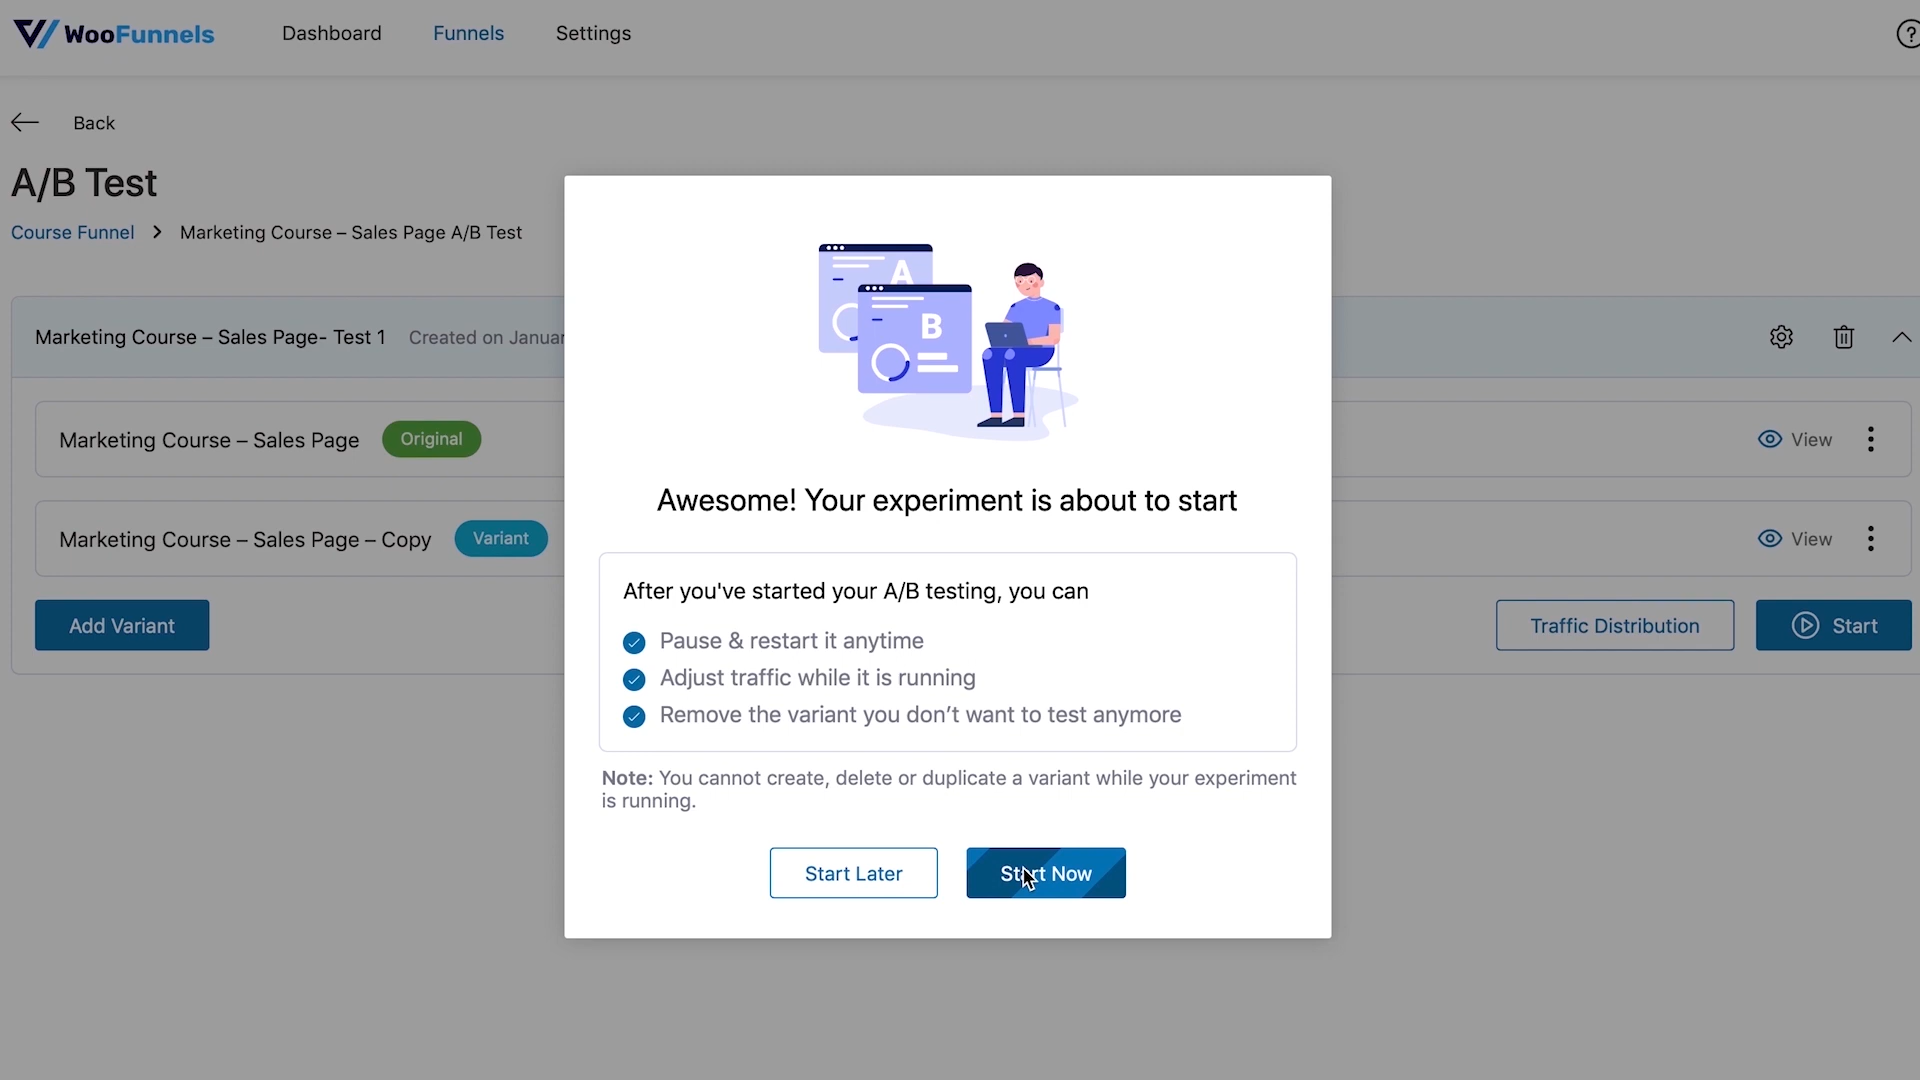 WooFunnels
Dashboard
Funnels
Settings
?
Back
A/B Test
Course Funnel
Marketing Course – Sales Page A/B Test
Marketing Course – Sales Page- Test 1
Created on Januar
Marketing Course – Sales Page
Original
View
Marketing Course – Sales Page – Copy
Variant
View
Add Variant
Traffic Distribution
Start
A
B
Awesome! Your experiment is about to start
After you've started your A/B testing, you can
Pause & restart it anytime
Adjust traffic while it is running
Remove the variant you don’t want to test anymore
Note: You cannot create, delete or duplicate a variant while your experiment
is running.
Start Later
Start Now